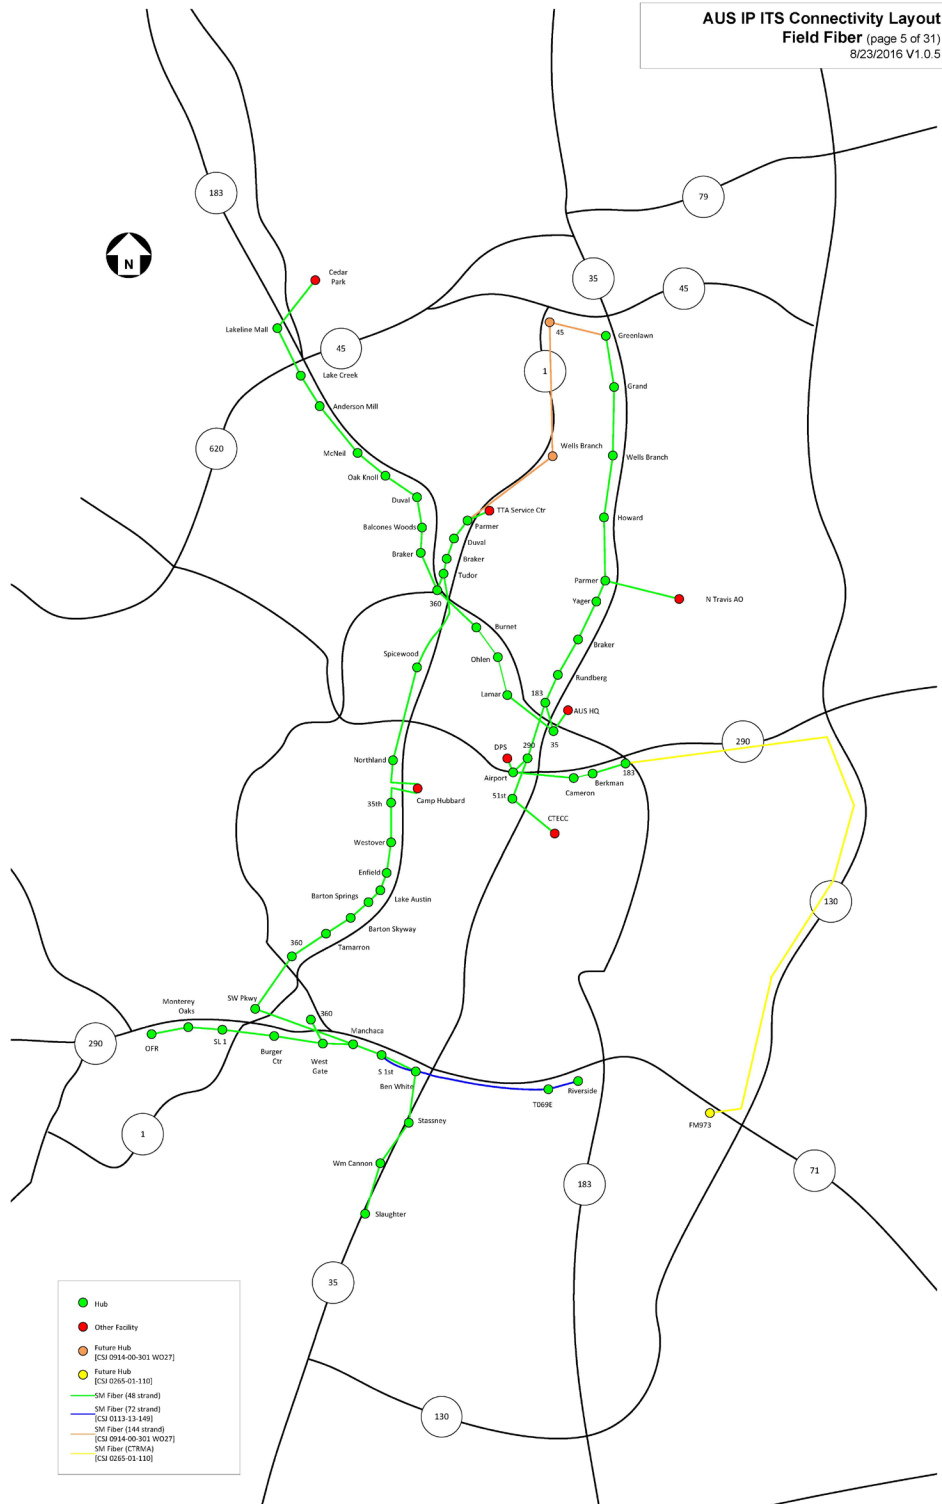 AUS IP ITS Connectivity Layout
Field Fiber (page 5 of 31)
8/23/2016 V1.0.5
183
79
N
Cedar
Park
35
45
Lakeline Mall
45
Greenlawn
45
1
Lake Creek
Grand
Anderson Mill
620
McNeil
Wells Branch
Wells Branch
Oak Knoll
Duval
TTA Service Ctr
Howard
Balcones Woods
Parmer
Duval
Braker
Braker
Tudor
Parmer
360
Yager
N Travis AO
Burnet
Braker
Spicewood
Ohlen
Rundberg
Lamar
183
AUS HQ
35
290
DPS
290
Northland
Airport
183
Berkman
Cameron
Camp Hubbard
35th
51st
CTECC
Westover
Enfield
Barton Springs
Lake Austin
130
Barton Skyway
360
Tamarron
SW Pkwy
Monterey
Oaks
360
290
OFR
SL 1
Burger
Ctr
West
Gate
Manchaca
S 1st
Ben White
T069E
Riverside
FM973
Stassney
1
Wm Cannon
71
183
Slaughter
35
Hub
Other Facility
Future Hub
[CSJ 0914-00-301 WO27]
Future Hub
[CSJ 0265-01-110]
SM Fiber (48 strand)
SM Fiber (72 strand)
[CSJ 0113-13-149]
SM Fiber (144 strand)
[CSJ 0914-00-301 WO27]
SM Fiber (CTRMA)
[CSJ 0265-01-110]
130